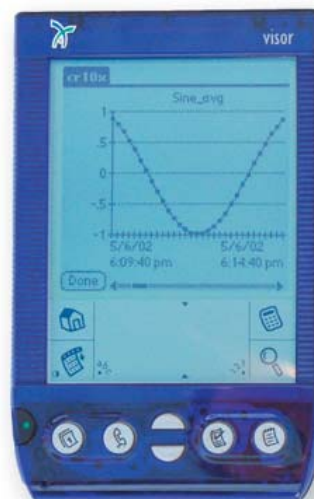 visor
cr10x
Sine_avg
1
.5
0
-.5
-1
5/6/02 5/6/02
6:09:40 pm 6:14:40 pm
Done